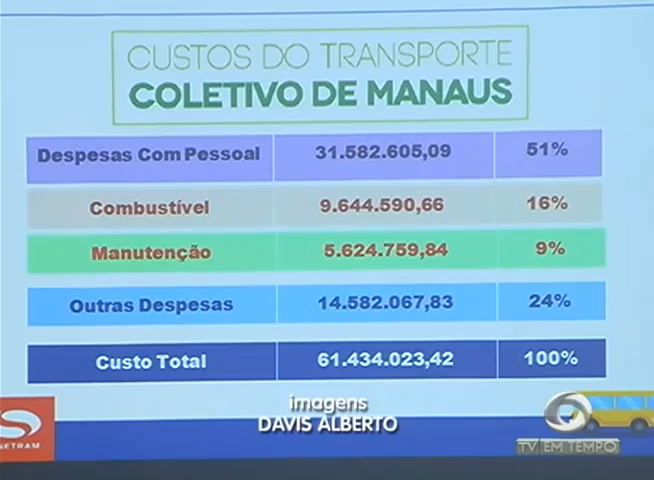 CUSTOS DO TRANSPORTE
COLETIVO DE MANAUS
Despesas Com Pessoal 31.582.605,09 51%
Combustível 9.644.590,66 16%
Manutenção 5.624.759,84 9%
Outras Despesas 14.582.067,83 24%
Custo Total 61.434.023,42 100%
imagens
DAVIS ALBERTO
ETRAM
TV EM TEMPO